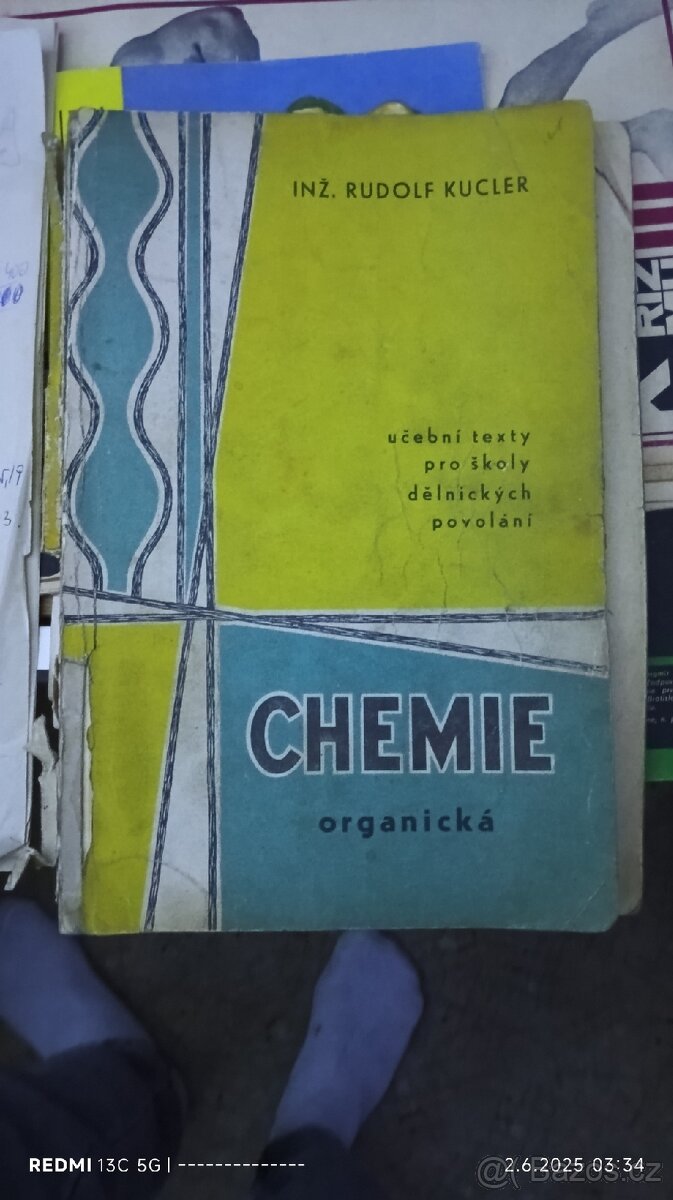 INŽ. RUDOLF KUCLER
učební texty
pro školy
dělnických
povolání
CHEMIE
organická
REDMI 13C 5G | --------------
2.6.2025 03:34
@Bazos.cz